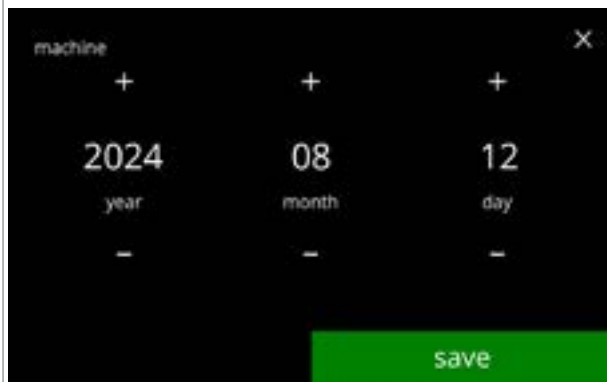 machine
×
+ + +
2024 08 12
year month day
- - -
save